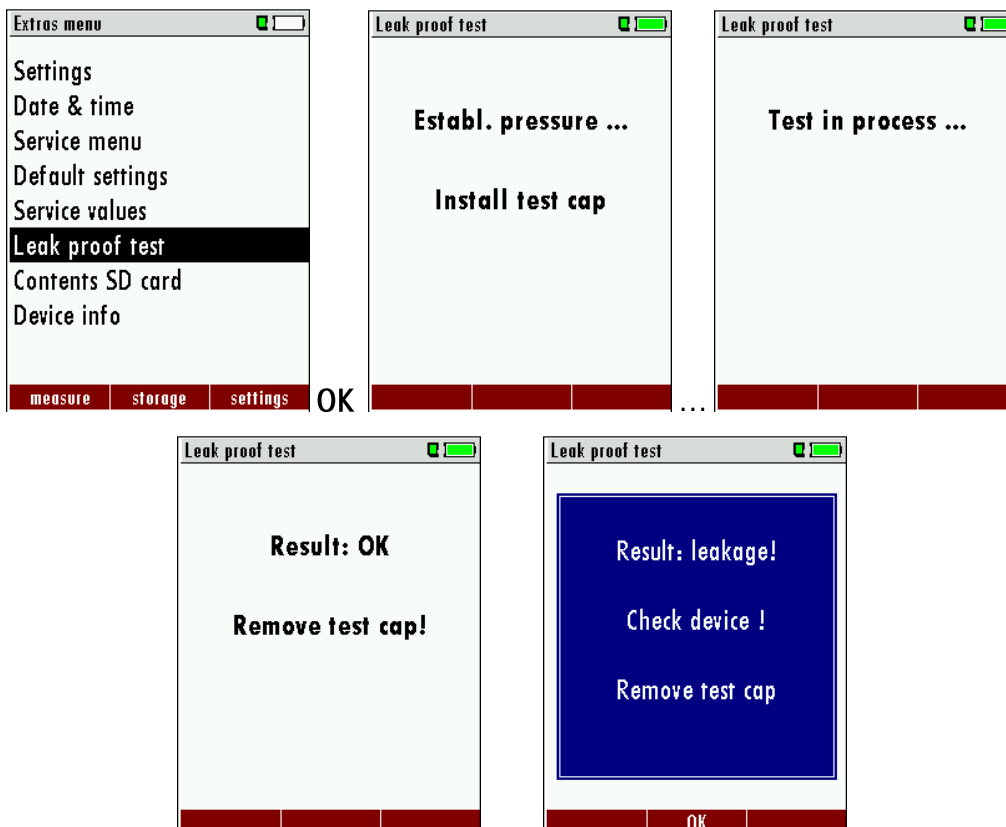 Extras menu
Settings
Date & time
Service menu
Default settings
Service values
Leak proof test
Contents SD card
Device info
measure storage settings
OK
Leak proof test
Establ. pressure ...
Install test cap
...
Leak proof test
Test in process ...
Leak proof test
Result: OK
Remove test cap!
Leak proof test
Result: leakage!
Check device !
Remove test cap
OK